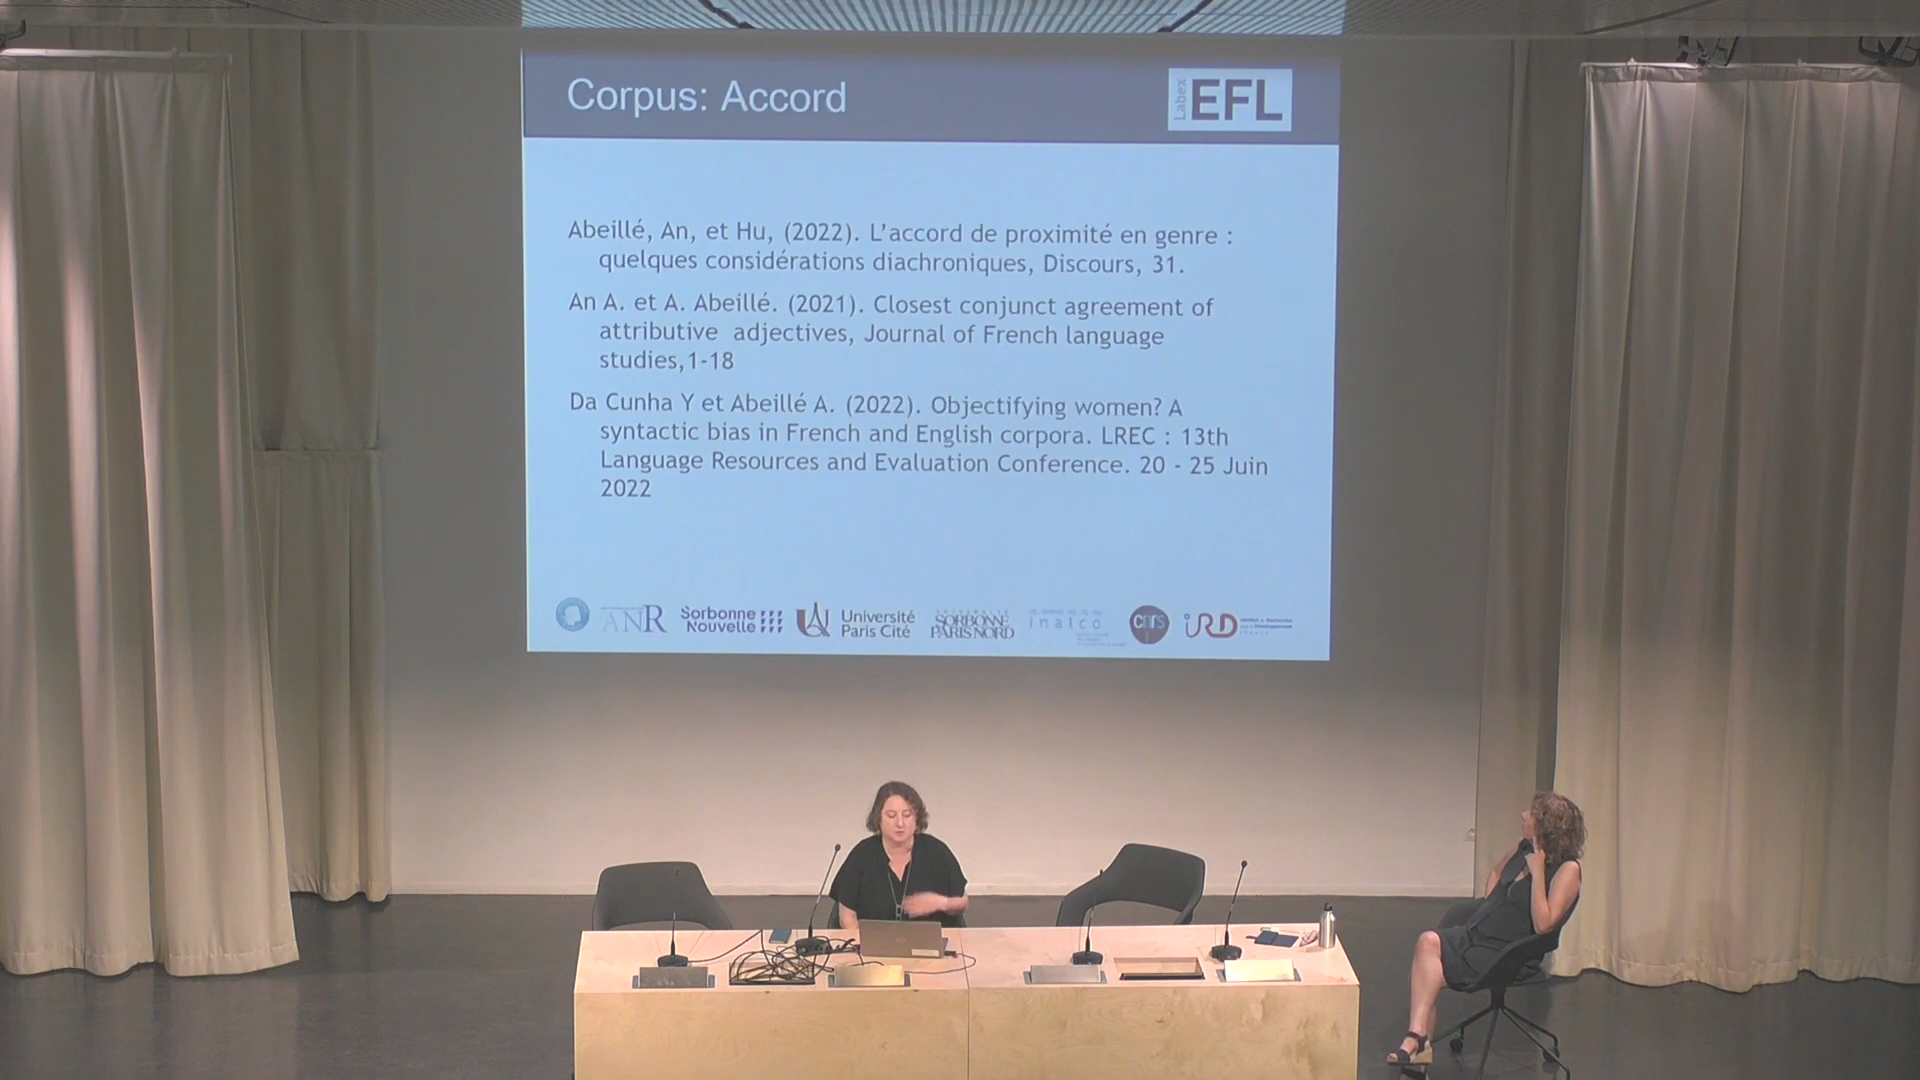 Corpus: Accord
Labex
EFL
Abeillé, An, et Hu, (2022). L'accord de proximité en genre :
quelques considérations diachroniques, Discours, 31.
An A. et A. Abeillé. (2021). Closest conjunct agreement of
attributive adjectives, Journal of French language
studies,1-18
Da Cunha Y et Abeillé A. (2022). Objectifying women? A
syntactic bias in French and English corpora. LREC : 13th
Language Resources and Evaluation Conference. 20 - 25 Juin
2022
ANR
Sorbonne
Nouvelle
Université
Paris Cité
UNIVERSITÉ
SORBONNE
PARIS NORD
inalco
cnrs
IRD